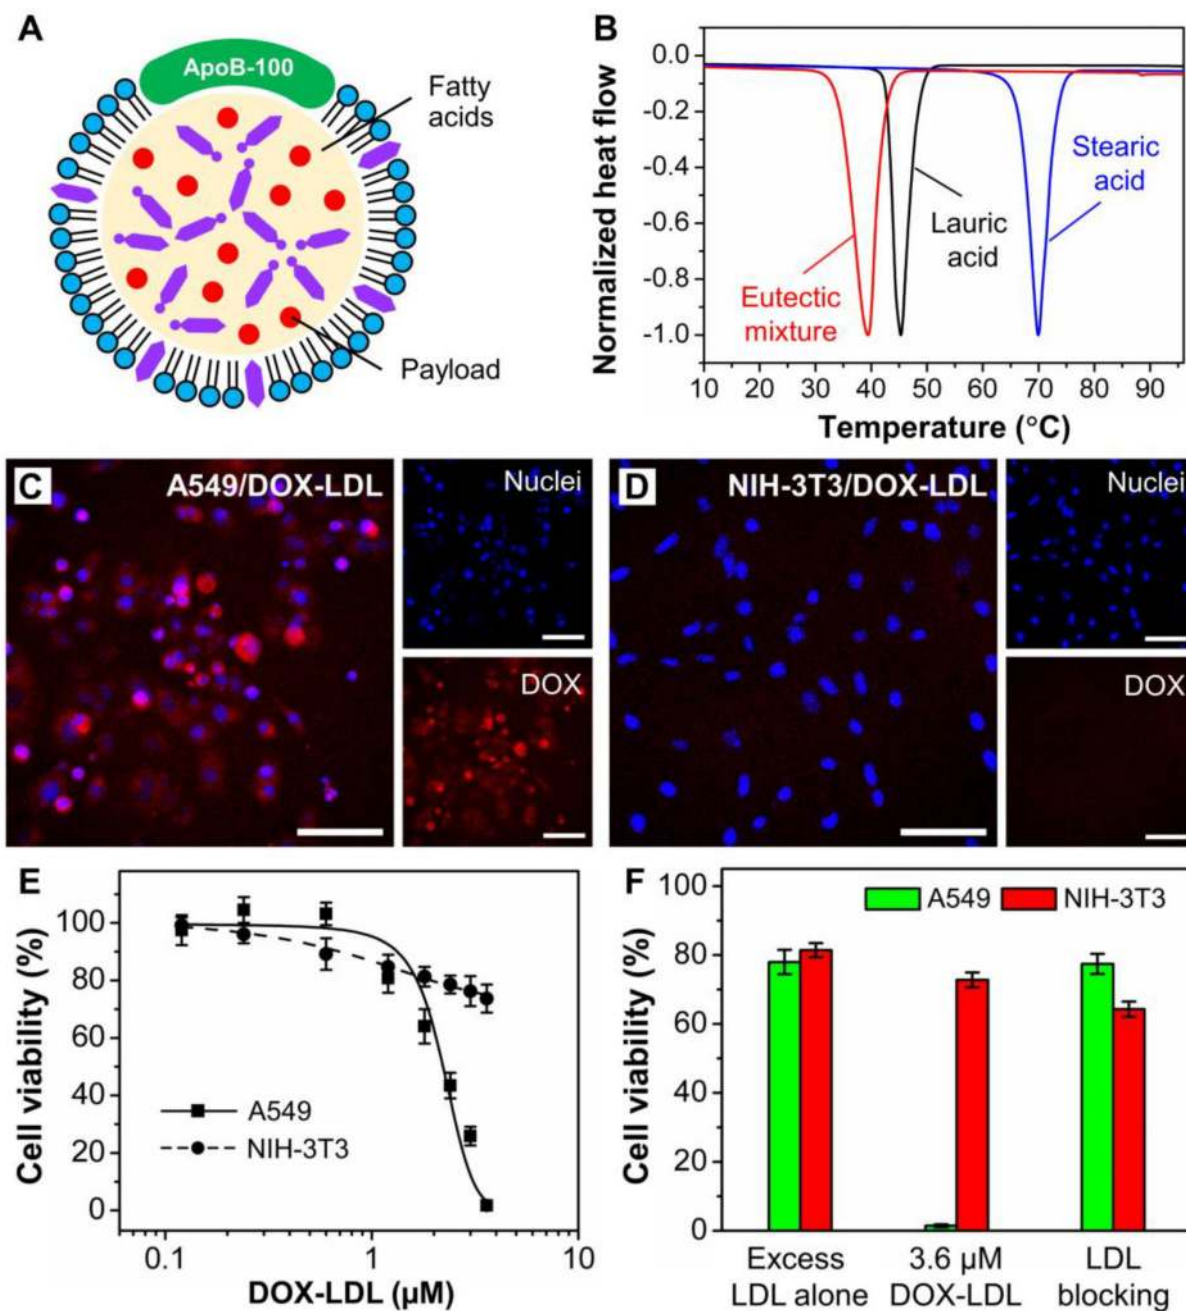 A
ApoB-100
Fatty
acids
Payload
B
Normalized heat flow
0.0
-0.2
-0.4
-0.6
-0.8
-1.0
Stearic
acid
Lauric
acid
Eutectic
mixture
10
30
50
70
90
Temperature (°C)
C
A549/DOX-LDL
Nuclei
DOX
D
NIH-3T3/DOX-LDL
Nuclei
DOX
E
Cell viability (%)
100
80
60
40
20
0
A549
NIH-3T3
0.1
1
10
DOX-LDL (µM)
F
Cell viability (%)
100
80
60
40
20
0
A549
NIH-3T3
Excess
LDL alone
3.6 µM
DOX-LDL
LDL
blocking